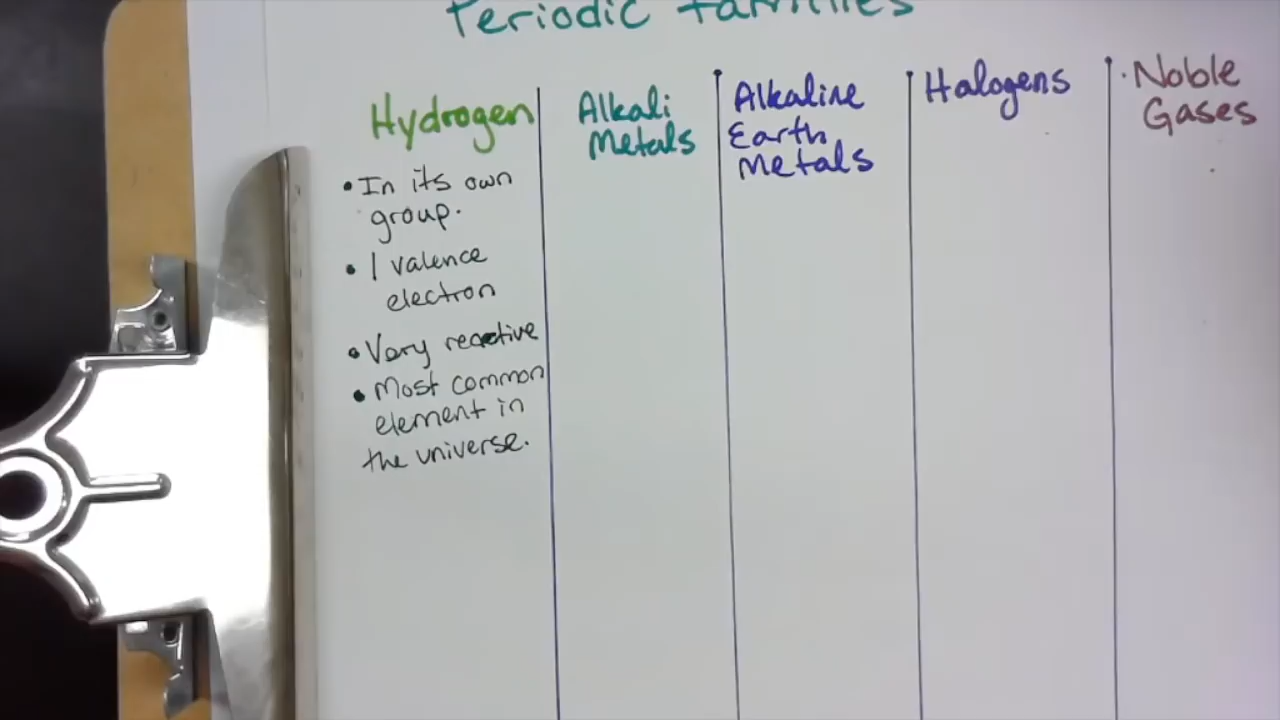 Periodic Families
Hydrogen
• In its own
group.
• 1 valence
electron
• Very reactive
• Most common
element in
the universe.
Alkali
Metals
Alkaline
Earth
Metals
Halogens
Noble
Gases